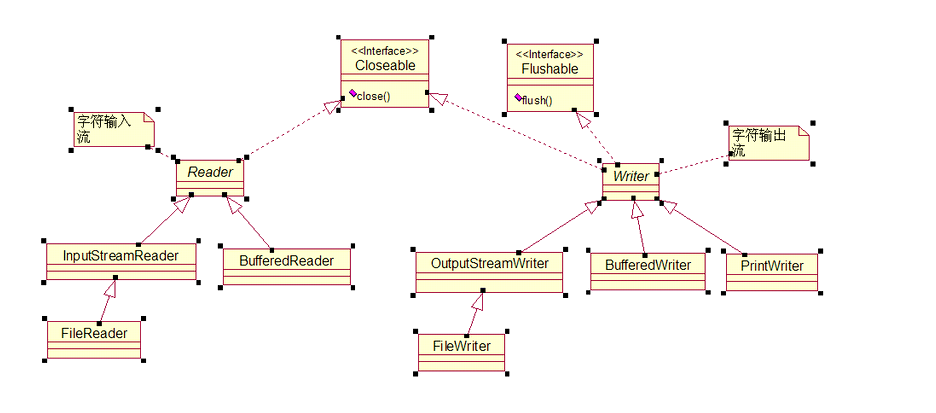 <<Interface>>
Closeable
close()
<<Interface>>
Flushable
flush()
字符输入
流
字符输出
流
Reader
Writer
InputStreamReader
BufferedReader
OutputStreamWriter
BufferedWriter
PrintWriter
FileReader
FileWriter